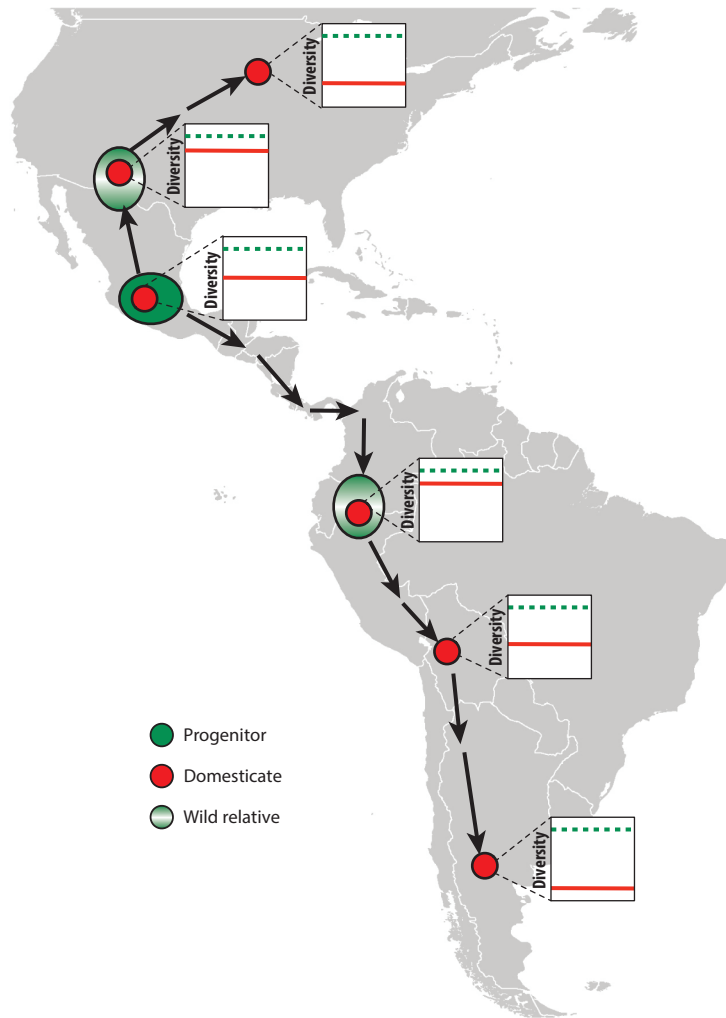 Diversity
Diversity
Diversity
Diversity
Diversity
Diversity
Progenitor
Domesticate
Wild relative